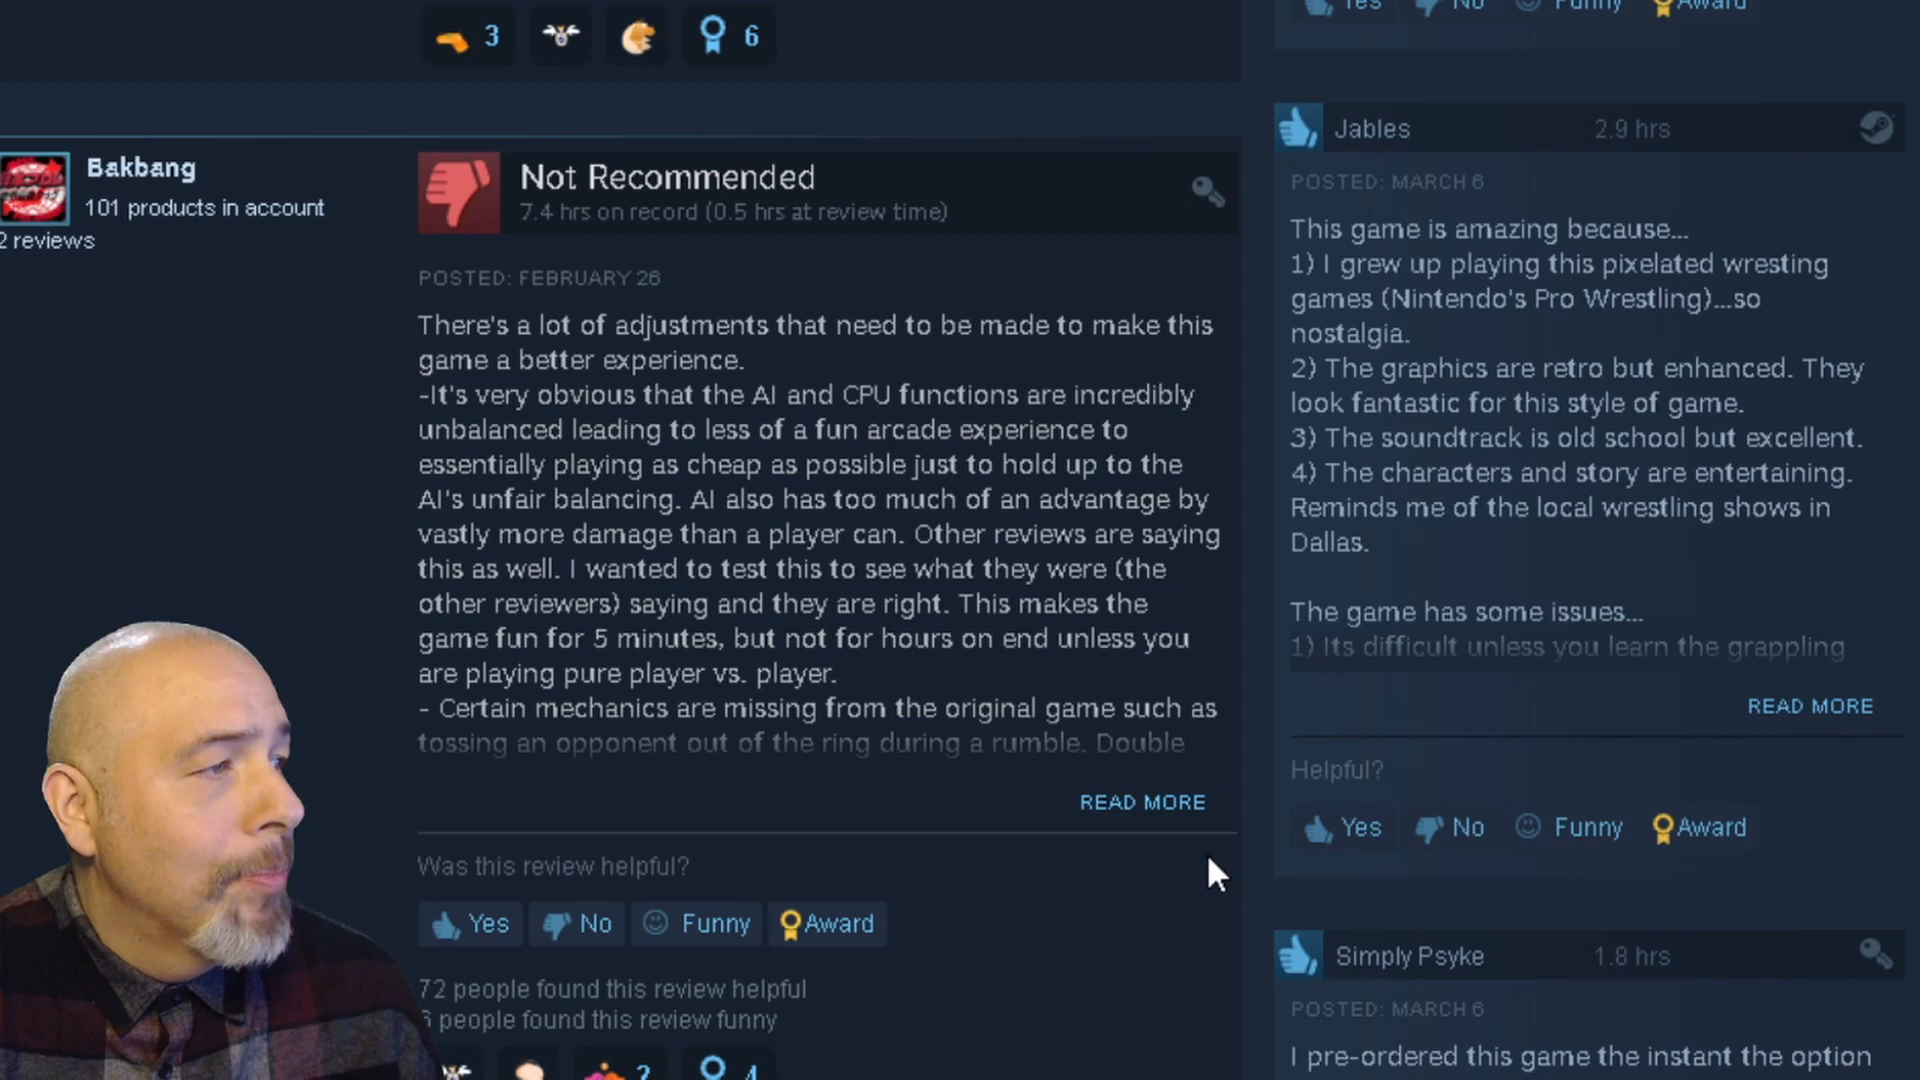 3
6
Bakbang
101 products in account
2 reviews
Not Recommended
7.4 hrs on record (0.5 hrs at review time)
POSTED: FEBRUARY 26
There's a lot of adjustments that need to be made to make this
game a better experience.
-It's very obvious that the AI and CPU functions are incredibly
unbalanced leading to less of a fun arcade experience to
essentially playing as cheap as possible just to hold up to the
AI's unfair balancing. AI also has too much of an advantage by
vastly more damage than a player can. Other reviews are saying
this as well. I wanted to test this to see what they were (the
other reviewers) saying and they are right. This makes the
game fun for 5 minutes, but not for hours on end unless you
are playing pure player vs. player.
- Certain mechanics are missing from the original game such as
tossing an opponent out of the ring during a rumble. Double
READ MORE
Was this review helpful?
Yes No Funny Award
72 people found this review helpful
6 people found this review funny
4
Yes No Funny Award
Jables 2.9 hrs
POSTED: MARCH 6
This game is amazing because...
1) I grew up playing this pixelated wresting
games (Nintendo's Pro Wrestling)...so
nostalgia.
2) The graphics are retro but enhanced. They
look fantastic for this style of game.
3) The soundtrack is old school but excellent.
4) The characters and story are entertaining.
Reminds me of the local wrestling shows in
Dallas.
The game has some issues...
1) Its difficult unless you learn the grappling
READ MORE
Helpful?
Yes No Funny Award
Simply Psyke 1.8 hrs
POSTED: MARCH 6
I pre-ordered this game the instant the option